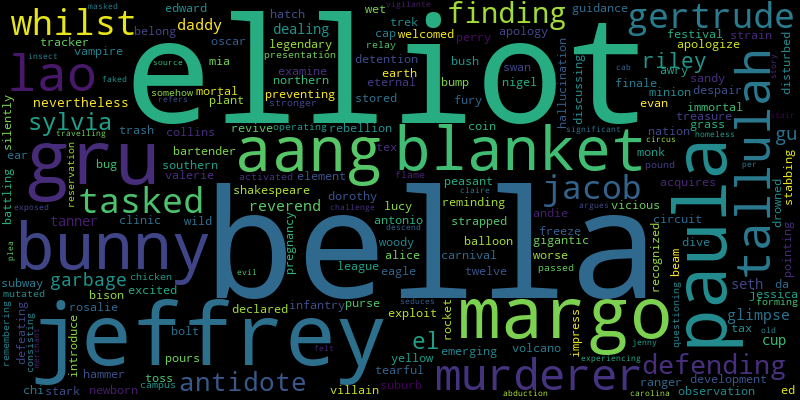 elliot
bella
whilst
lao
gru
aang
blanket
bunny
jeffrey
margo
paula
tallulah
gertrude
finding
riley
jacob
sylvia
tasked
murderer
defending
antidote
garbage
el
gu
nevertheless
daddy
edward
hatch
dealing
wet
trek
cap
vigilante
guidance
masked
belong
tracker
vampire
oscar
legendary
presentation
relay
welcomed
perry
apology
festival
strain
apologize
insect
faked
source
somehow
mortal
mia
examine
northern
detention
earth
bush
swan
hallucination
discussing
awry
finale
minion
sandy
despair
disturbed
story
cab
plant
preventing
eternal
bump
nigel
stronger
stored
fury
evan
immortal
treasure
stair
silently
travelling
trash
collins
refers
revive
operating
rebellion
coin
significant
nation
grass
homeless
ear
bug
reservation
bartender
southern
valerie
tex
activated
element
flame
circus
monk
pound
per
stabbing
battling
tanner
clinic
wild
shakespeare
reverend
dorothy
challenge
lucy
antonio
peasant
claire
reminding
strapped
andie
argues
vicious
acquires
circuit
drowned
exposed
plea
pregnancy
descend
woody
balloon
freeze
gigantic
worse
recognized
dive
beam
pointing
subway
chicken
excited
evil
league
alice
eagle
carnival
twelve
passed
questioning
seth
da
jessica
forming
mutated
bison
rosalie
declared
infantry
purse
seduces
exploit
rocket
impress
glimpse
tax
old
cup
remembering
defeating
consisting
merchant
introduce
bolt
felt
yellow
emerging
volcano
jenny
experiencing
hammer
pours
tearful
chi
stark
newborn
campus
toss
villain
suburb
abduction
carolina
ranger
development
observation
ed